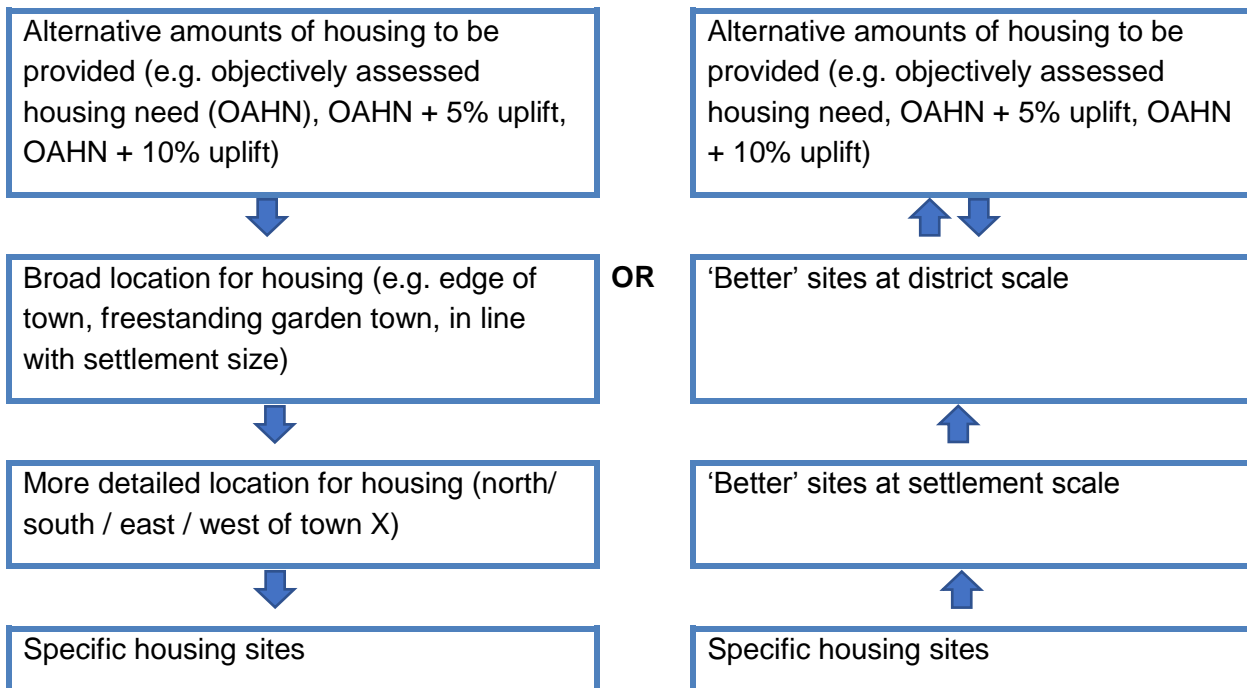 Alternative amounts of housing to be
provided (e.g. objectively assessed
housing need (OAHN), OAHN + 5% uplift,
OAHN + 10% uplift)
Broad location for housing (e.g. edge of
town, freestanding garden town, in line
with settlement size)
More detailed location for housing (north/
south / east / west of town X)
Specific housing sites
OR
Alternative amounts of housing to be
provided (e.g. objectively assessed
housing need, OAHN + 5% uplift, OAHN
+ 10% uplift)
‘Better’ sites at district scale
‘Better’ sites at settlement scale
Specific housing sites